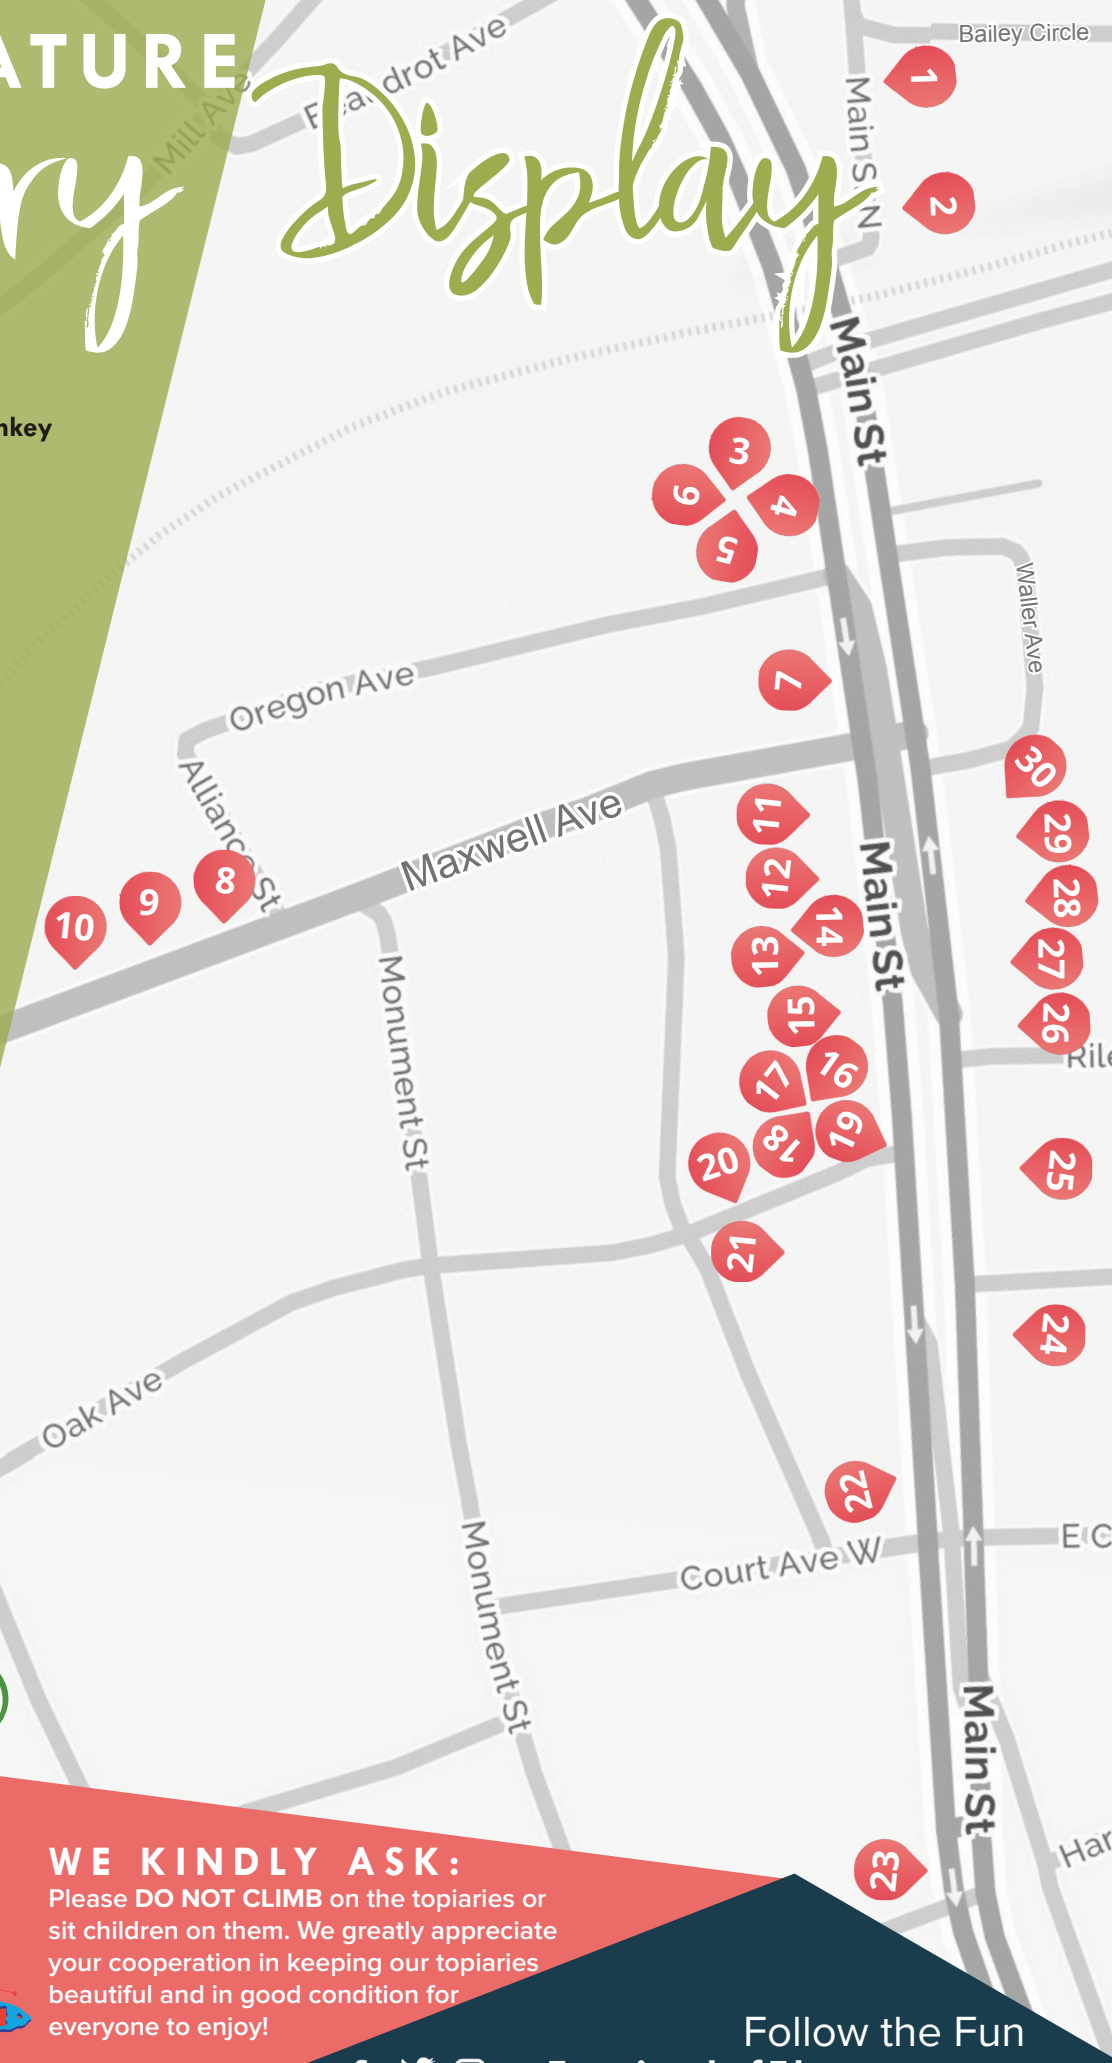 ATURE
ry Display
nkey
Mill Ave
Bailey Circle
Main St N
1
2
Main St
3
4
5
6
Waller Ave
Oregon Ave
7
Alliance St
Maxwell Ave
8
9
10
11
12
13
14
15
16
17
18
19
20
21
30
29
28
27
26
25
24
Main St
Monument St
Oak Ave
22
Court Ave W
E C
Monument St
Main St
23
WE KINDLY ASK:
Please DO NOT CLIMB on the topiaries or
sit children on them. We greatly appreciate
your cooperation in keeping our topiaries
beautiful and in good condition for
everyone to enjoy!
Follow the Fun